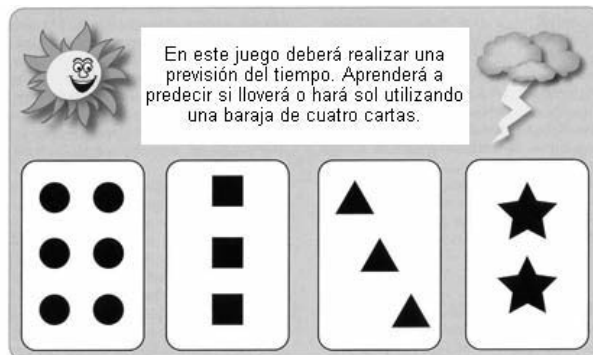 En este juego deberá realizar una
previsión del tiempo. Aprenderá a
predecir si lloverá o hará sol utilizando
una baraja de cuatro cartas.